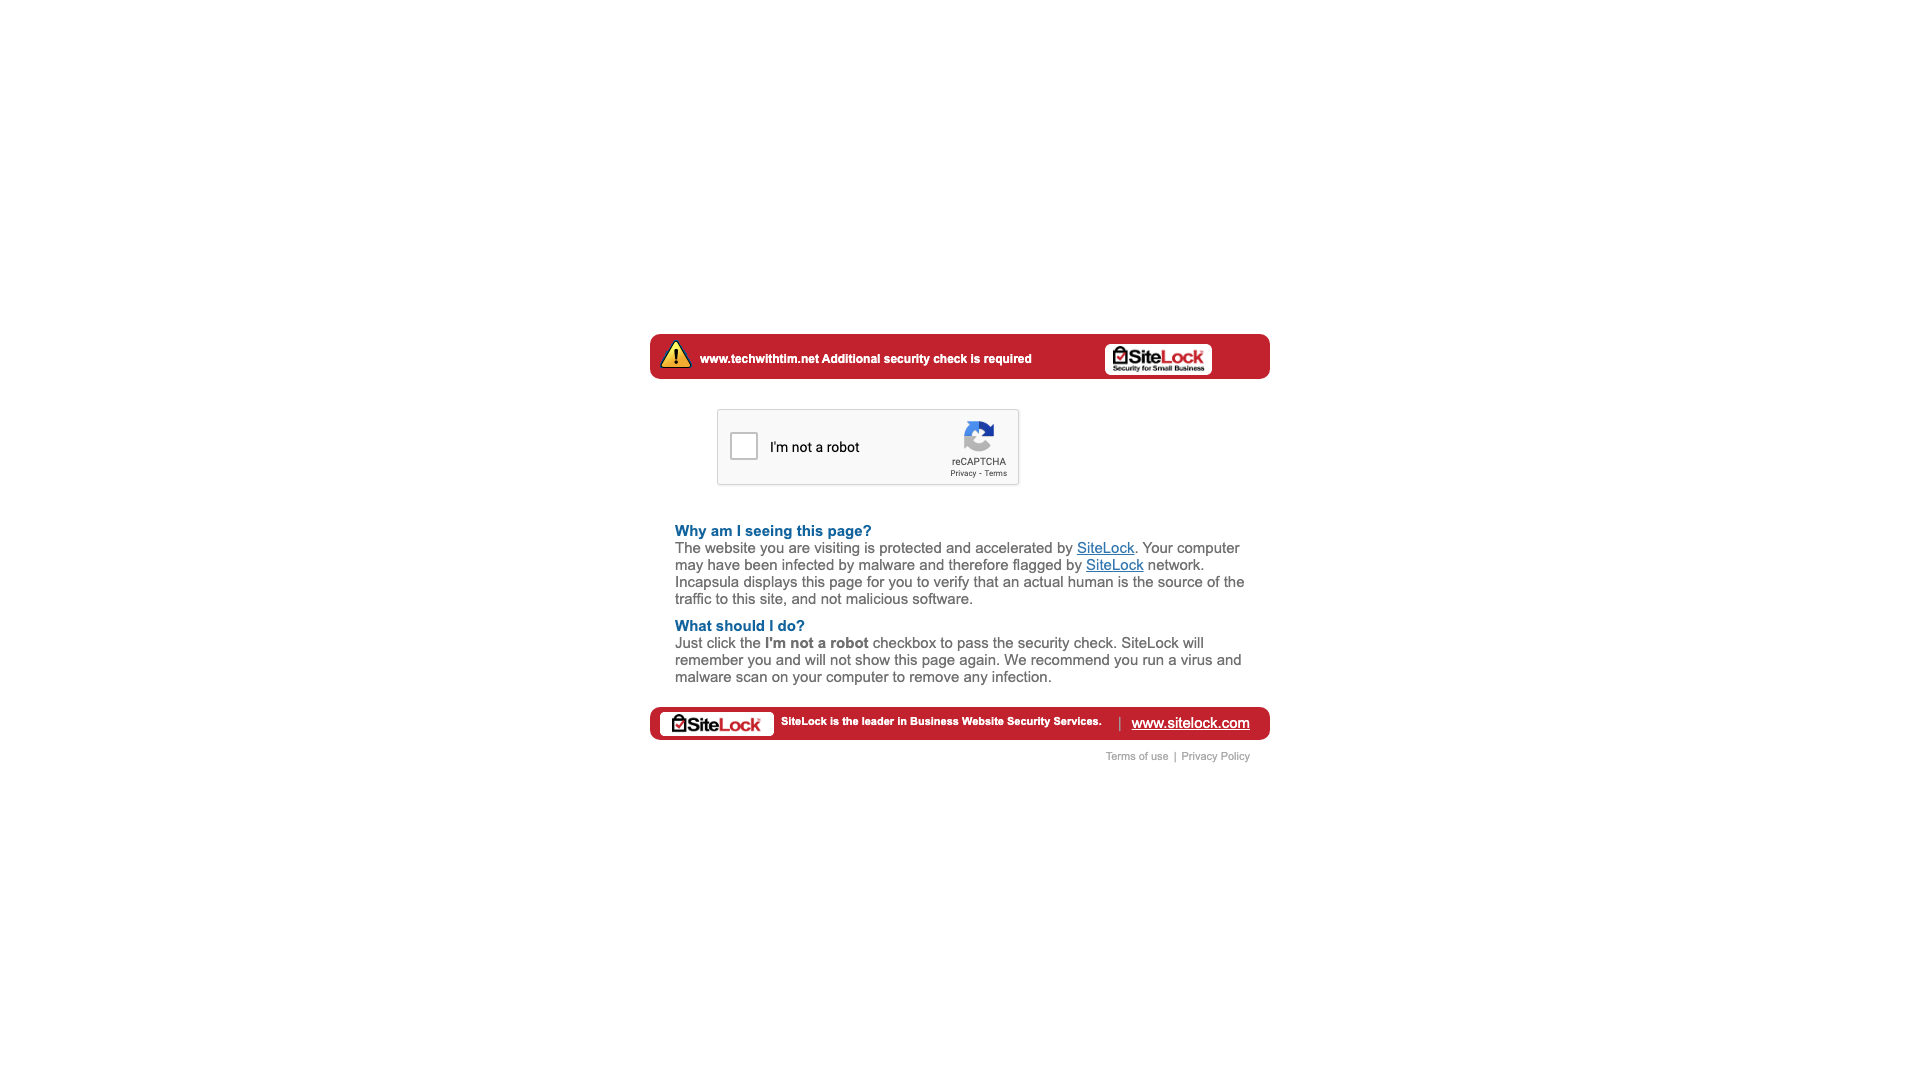 www.techwithtim.net Additional security check is required
SiteLock
Security for Small Business
I'm not a robot
reCAPTCHA
Privacy - Terms
Why am I seeing this page?
The website you are visiting is protected and accelerated by SiteLock. Your computer
may have been infected by malware and therefore flagged by SiteLock network.
Incapsula displays this page for you to verify that an actual human is the source of the
traffic to this site, and not malicious software.
What should I do?
Just click the I'm not a robot checkbox to pass the security check. SiteLock will
remember you and will not show this page again. We recommend you run a virus and
malware scan on your computer to remove any infection.
SiteLock SiteLock is the leader in Business Website Security Services. | www.sitelock.com
Terms of use | Privacy Policy